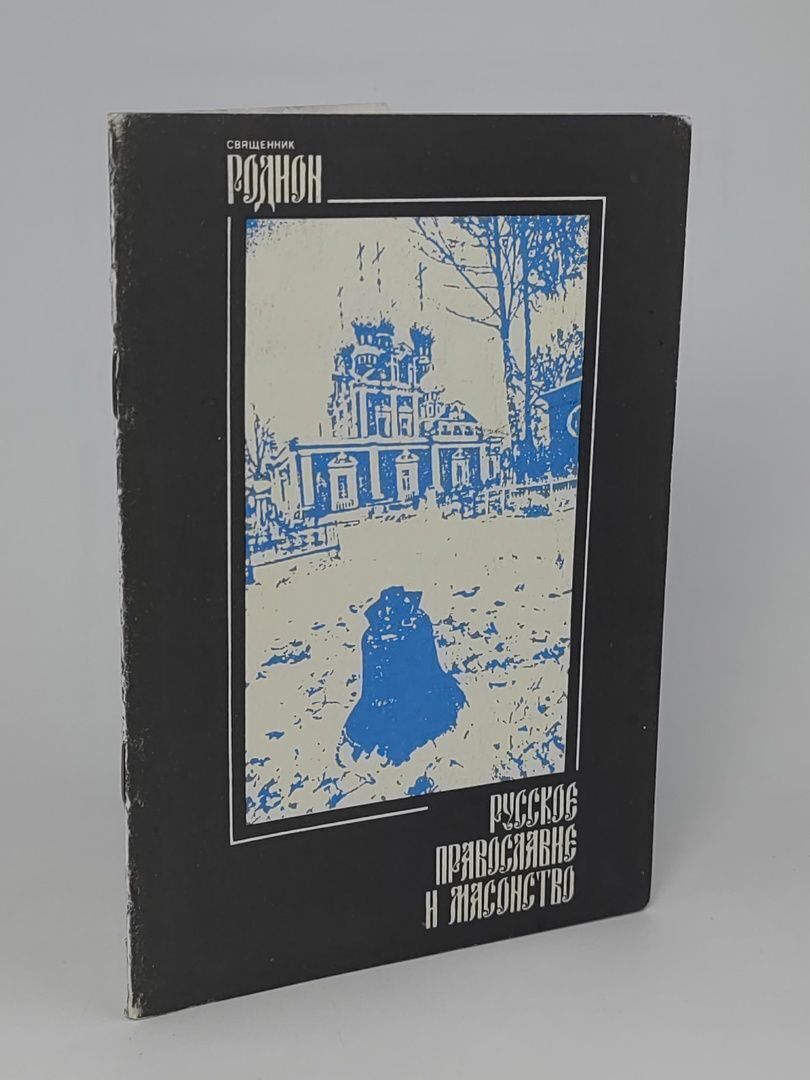 СВЯЩЕННИК
РОДИОН
РУССКОЕ
ПРАВОСЛАВИЕ
И МАСОНСТВО